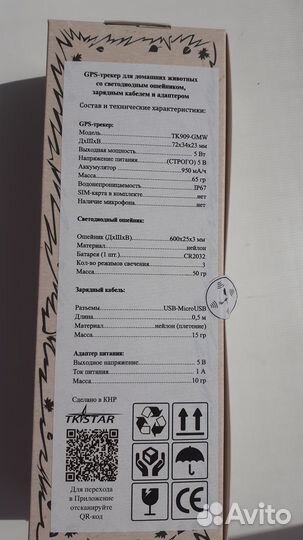 GPS-трекер для домашних животных
со светодиодным ошейником,
зарядным кабелем и адаптером
Состав и технические характеристики:
GPS-трекер:
Модель TK909-GMW
ДхШхВ 72x34x23 мм
Выходная мощность 5 Вт
Напряжение питания (СТРОГО) 5 В
Аккумулятор 950 мА/ч
Масса 65 гр
Водонепроницаемость IP67
SIM-карта в комплекте нет
Наличие микрофона нет
Светодиодный ошейник:
Ошейник (ДхШхВ) 600x25x3 мм
Материал нейлон
Батарея (1 шт.) CR2032
Кол-во режимов свечения 3
Масса 50 гр
Зарядный кабель:
Разъемы USB-MicroUSB
Длина 0,5 м
Материал нейлон (плетение)
Масса 15 гр
Адаптер питания:
Выходное напряжение 5 В
Ток питания 1 А
Масса 10 гр
Сделано в КНР
TKSTAR
Для перехода
в Приложение
отсканируйте
QR-код
CE
Avito